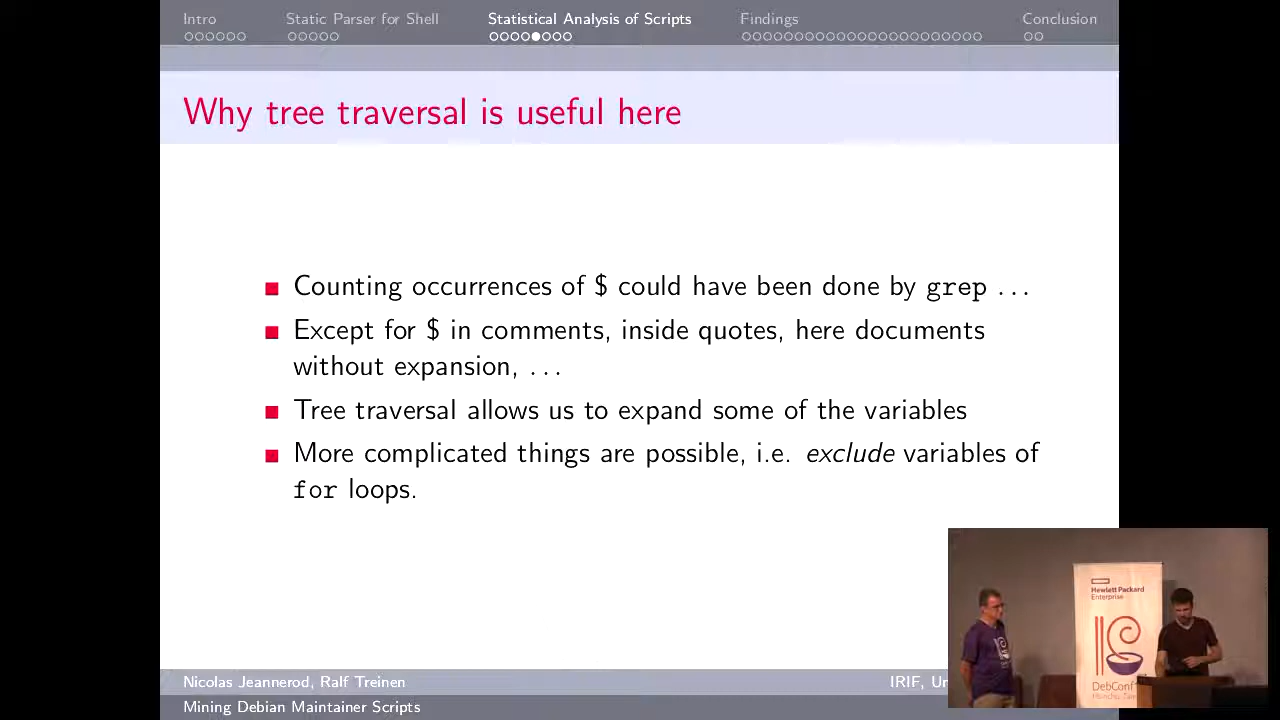 Intro
Static Parser for Shell
Statistical Analysis of Scripts
Findings
Conclusion
Why tree traversal is useful here
Counting occurrences of $ could have been done by grep ...
Except for $ in comments, inside quotes, here documents
without expansion, ...
Tree traversal allows us to expand some of the variables
More complicated things are possible, i.e. exclude variables of
for loops.
Hewlett Packard
Enterprise
DebConf
Nicolas Jeannerod, Ralf Treinen
IRIF,
Mining Debian Maintainer Scripts